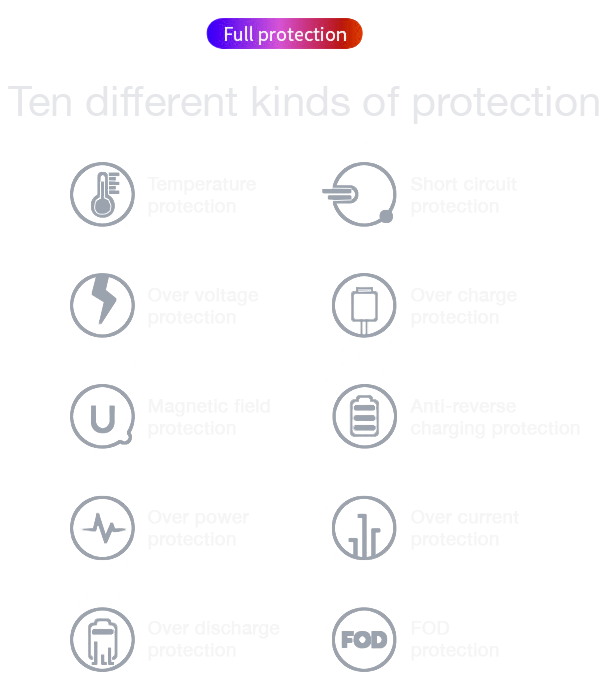 Full protection
Ten different kinds of protection
Temperature
protection
Short circuit
protection
Over voltage
protection
Over charge
protection
U
Magnetic field
protection
Anti-reverse
charging protection
Over power
protection
Over current
protection
Over discharge
protection
FOD
FOD
protection